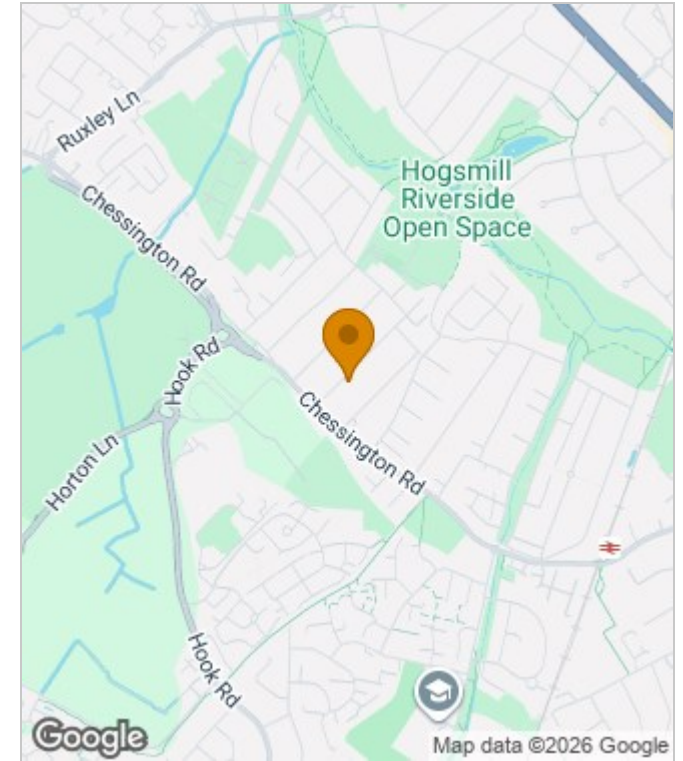 Ruxley Ln
Chessington Rd
Hogsmill
Riverside
Open Space
Hook Rd
Horton Ln
Chessington Rd
Hook Rd
Google
Map data ©2026 Google